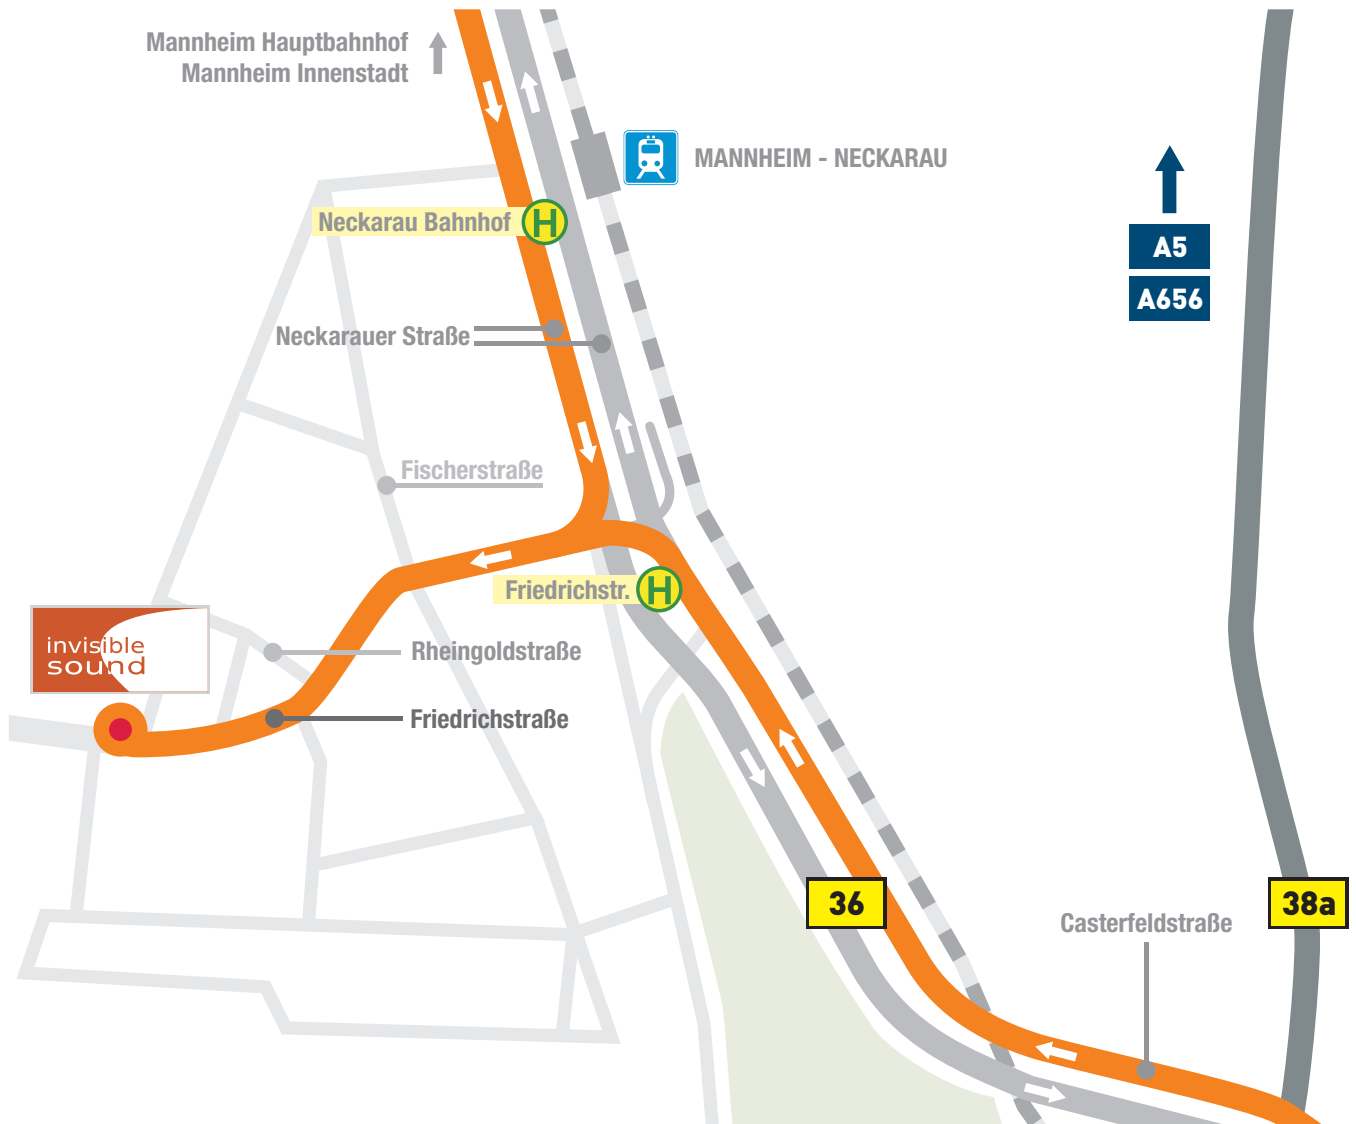 Mannheim Hauptbahnhof
Mannheim Innenstadt
MANNHEIM - NECKARAU
Neckarau Bahnhof H
A5
A656
Neckarauer Straße
Fischerstraße
Friedrichstr. H
invisible
sound
Rheingoldstraße
Friedrichstraße
36
38a
Casterfeldstraße